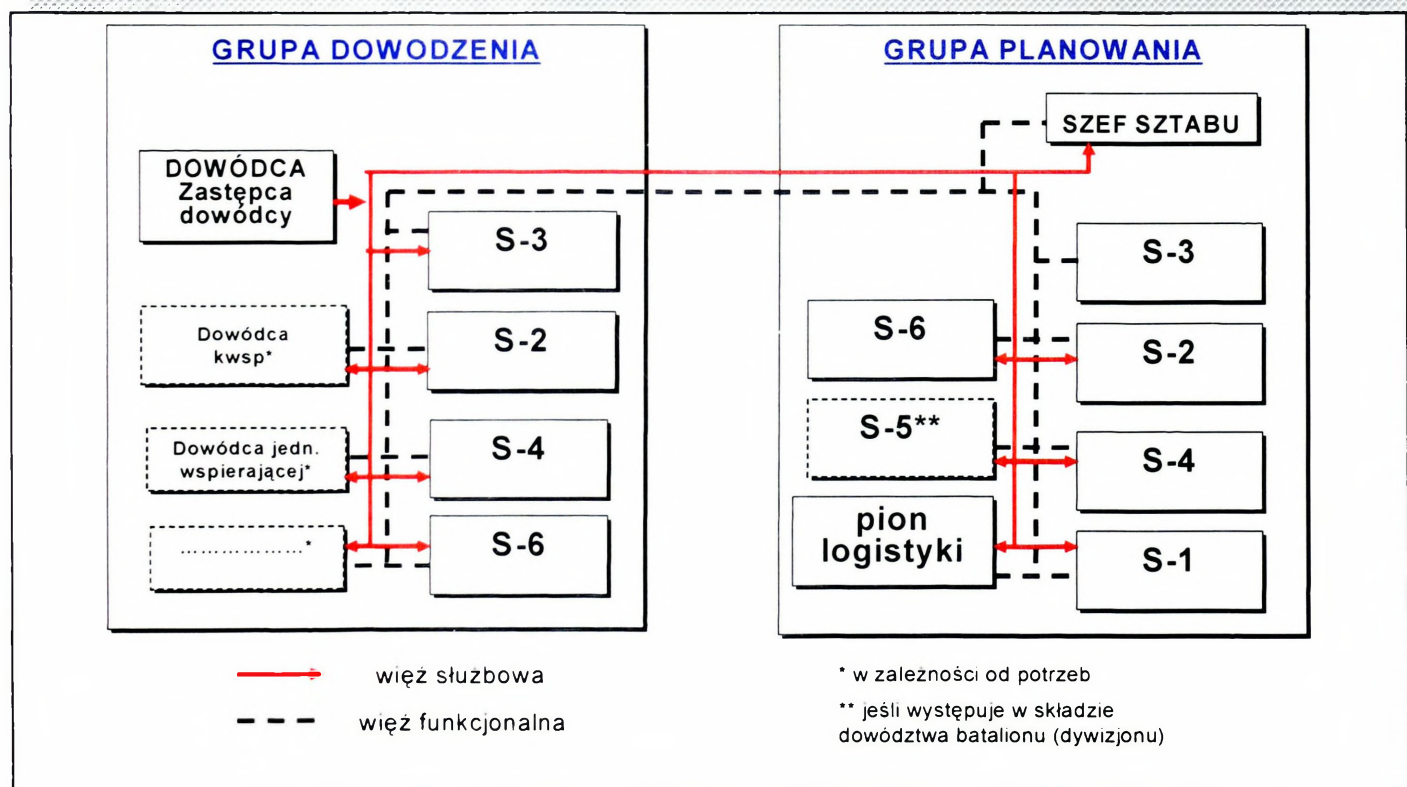 GRUPA DOWODZENIA
DOWÓDCA
Zastępca
dowódcy
S-3
Dowódca
kwsp*
S-2
Dowódca jedn.
wspierającej*
S-4
..................*
S-6
GRUPA PLANOWANIA
SZEF SZTABU
S-3
S-6
S-2
S-5**
S-4
pion
logistyki
S-1
więź służbowa
więź funkcjonalna
* w zależności od potrzeb
** jeśli występuje w składzie
dowództwa batalionu (dywizjonu)